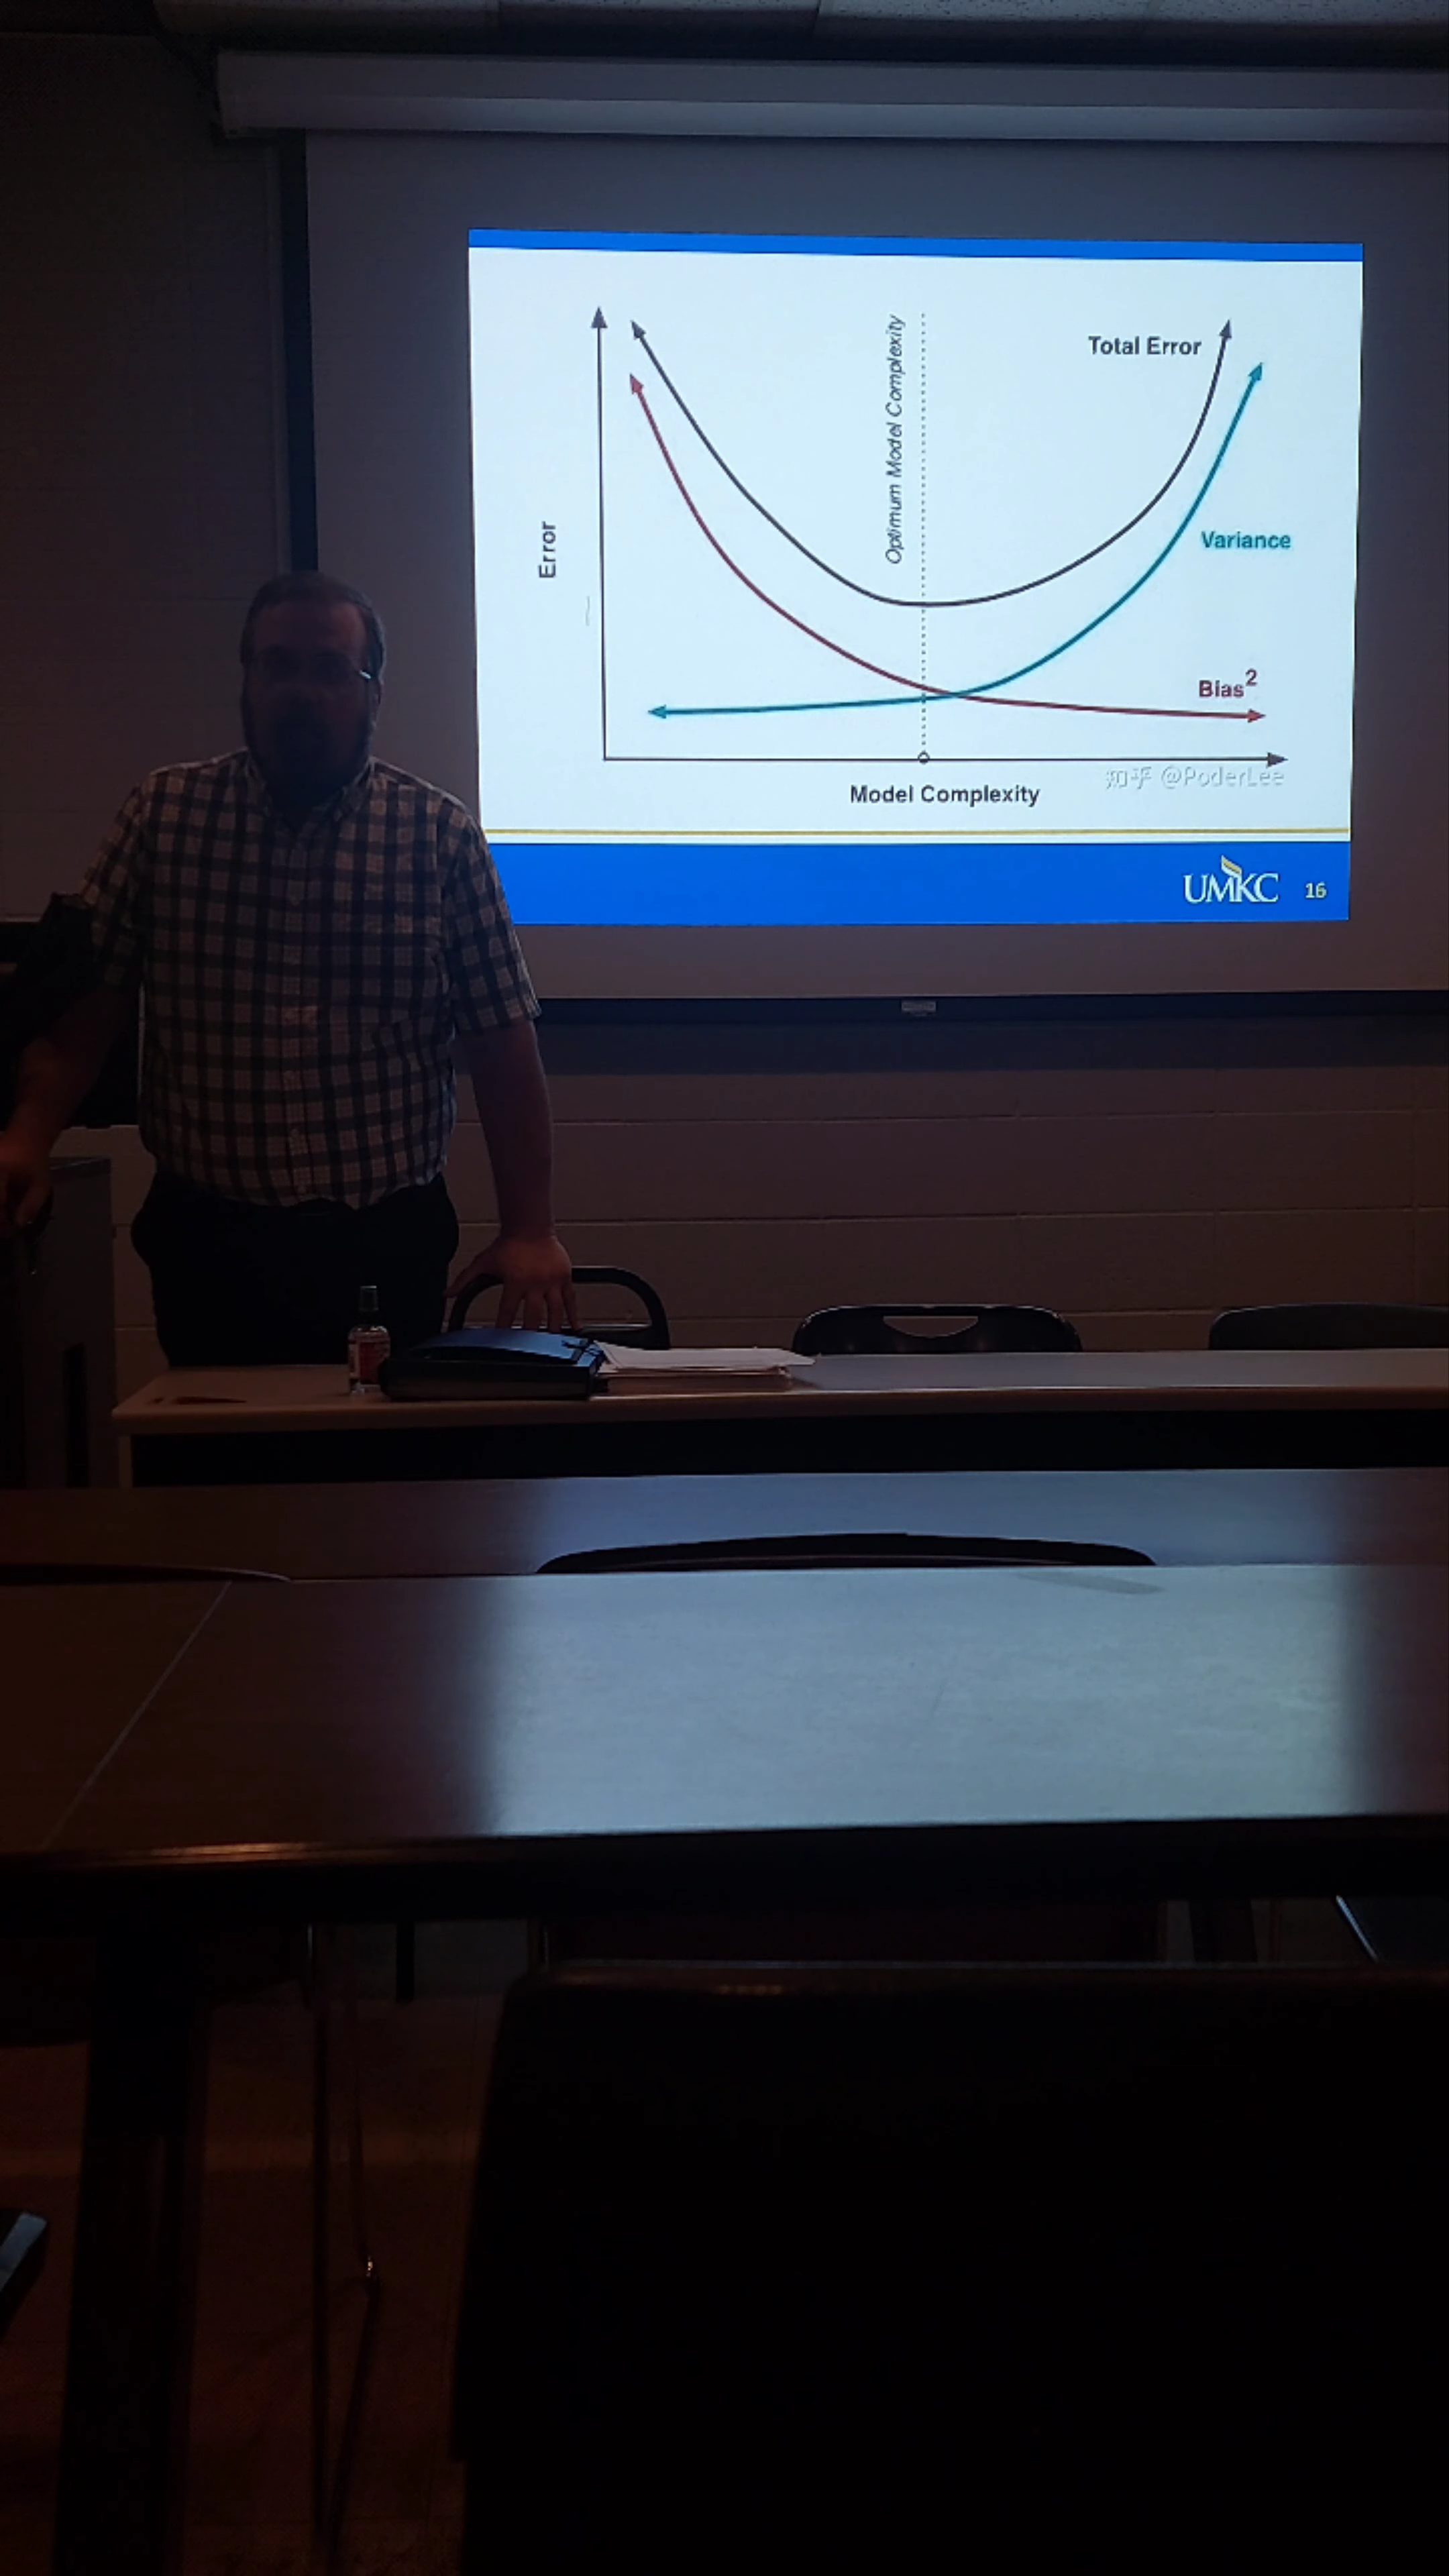 Optimum Model Complexity
Total Error
Error
Variance
Bias²
Model Complexity
知乎 @PoderLee
UMKC
16